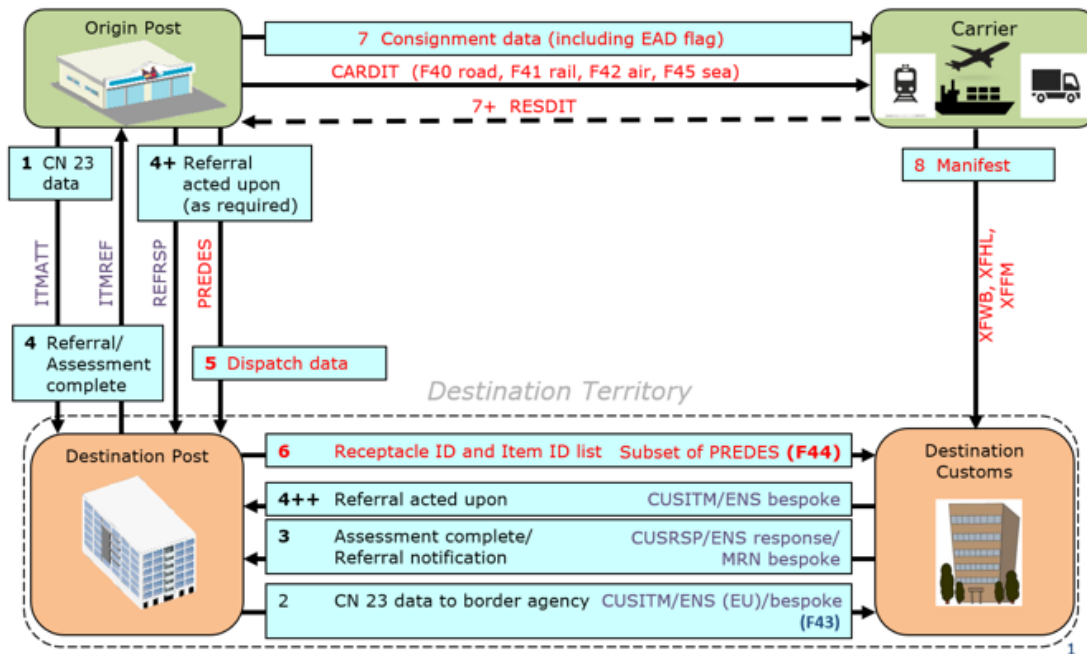 Origin Post
7 Consignment data (including EAD flag)
Carrier
CARDIT (F40 road, F41 rail, F42 air, F45 sea)
7+ RESDIT
1 CN 23
data
4+ Referral
acted upon
(as required)
8 Manifest
ITMATT
ITMREF
REFRSP
PREDES
XFWB, XFHL,
XFFM
4 Referral/
Assessment
complete
5 Dispatch data
Destination Territory
Destination Post
6 Receptacle ID and Item ID list Subset of PREDES (F44)
Destination
Customs
4++ Referral acted upon CUSITM/ENS bespoke
3 Assessment complete/ CUSRSP/ENS response/
Referral notification MRN bespoke
2 CN 23 data to border agency CUSITM/ENS (EU)/bespoke
(F43)
1